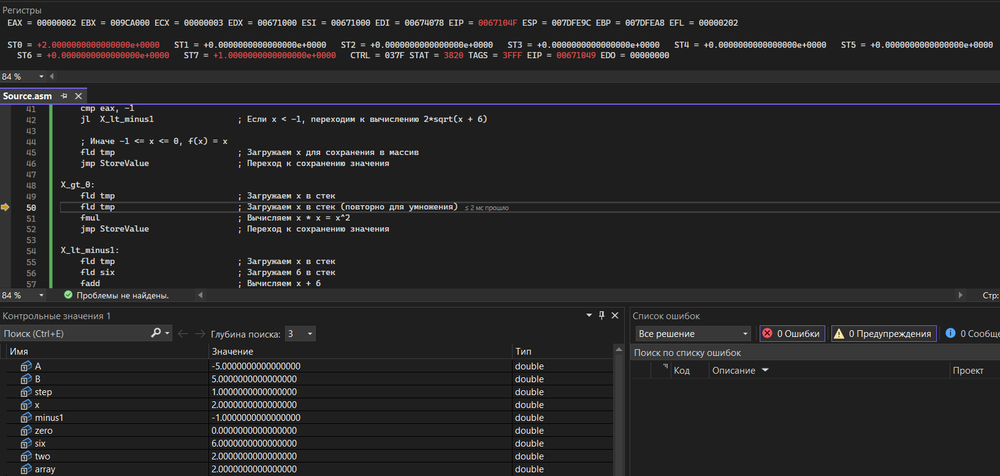 Регистры
EAX = 00000002 EBX = 009CA000 ECX = 00000003 EDX = 00671000 ESI = 00671000 EDI = 00674078 EIP = 0067104F ESP = 007DFE9C EBP = 007DFEA8 EFL = 00000202
ST0 = +2.0000000000000000e+0000 ST1 = +0.0000000000000000e+0000 ST2 = +0.0000000000000000e+0000 ST3 = +0.0000000000000000e+0000 ST4 = +0.0000000000000000e+0000 ST5 = +0.0000000000000000e+0000
ST6 = +0.0000000000000000e+0000 ST7 = +1.0000000000000000e+0000 CTRL = 037F STAT = 3820 TAGS = 3FFF EIP = 00671049 EDO = 00000000
84 %
Source.asm
41 cmp eax, -1
42 jl X_lt_minus1 ; Если x < -1, переходим к вычислению 2*sqrt(x + 6)
43
44 ; Иначе -1 <= x <= 0, f(x) = x
45 fld tmp ; Загружаем x для сохранения в массив
46 jmp StoreValue ; Переход к сохранению значения
47
48 X_gt_0:
49 fld tmp ; Загружаем x в стек
50 fld tmp ; Загружаем x в стек (повторно для умножения) ≤ 2 мс прошло
51 fmul ; Вычисляем x * x = x^2
52 jmp StoreValue ; Переход к сохранению значения
53
54 X_lt_minus1:
55 fld tmp ; Загружаем x в стек
56 fld six ; Загружаем 6 в стек
57 fadd ; Вычисляем x + 6
84 % Проблемы не найдены. Стр:
Контрольные значения 1
Поиск (Ctrl+E) Глубина поиска: 3
Имя Значение Тип
A -5.0000000000000000 double
B 5.0000000000000000 double
step 1.0000000000000000 double
x 2.0000000000000000 double
minus1 -1.0000000000000000 double
zero 0.0000000000000000 double
six 6.0000000000000000 double
two 2.0000000000000000 double
array 2.0000000000000000 double
Список ошибок
Все решение 0 Ошибки 0 Предупреждения 0 Сообще
Поиск по списку ошибок
Код Описание Проект